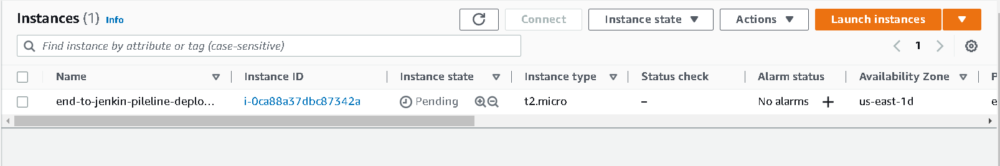 Instances (1) Info Connect Instance state Actions Launch instances
Find instance by attribute or tag (case-sensitive) 1
Name Instance ID Instance state Instance type Status check Alarm status Availability Zone P
end-to-jenkin-pileline-deplo... i-0ca88a37dbc87342a Pending t2.micro – No alarms + us-east-1d e